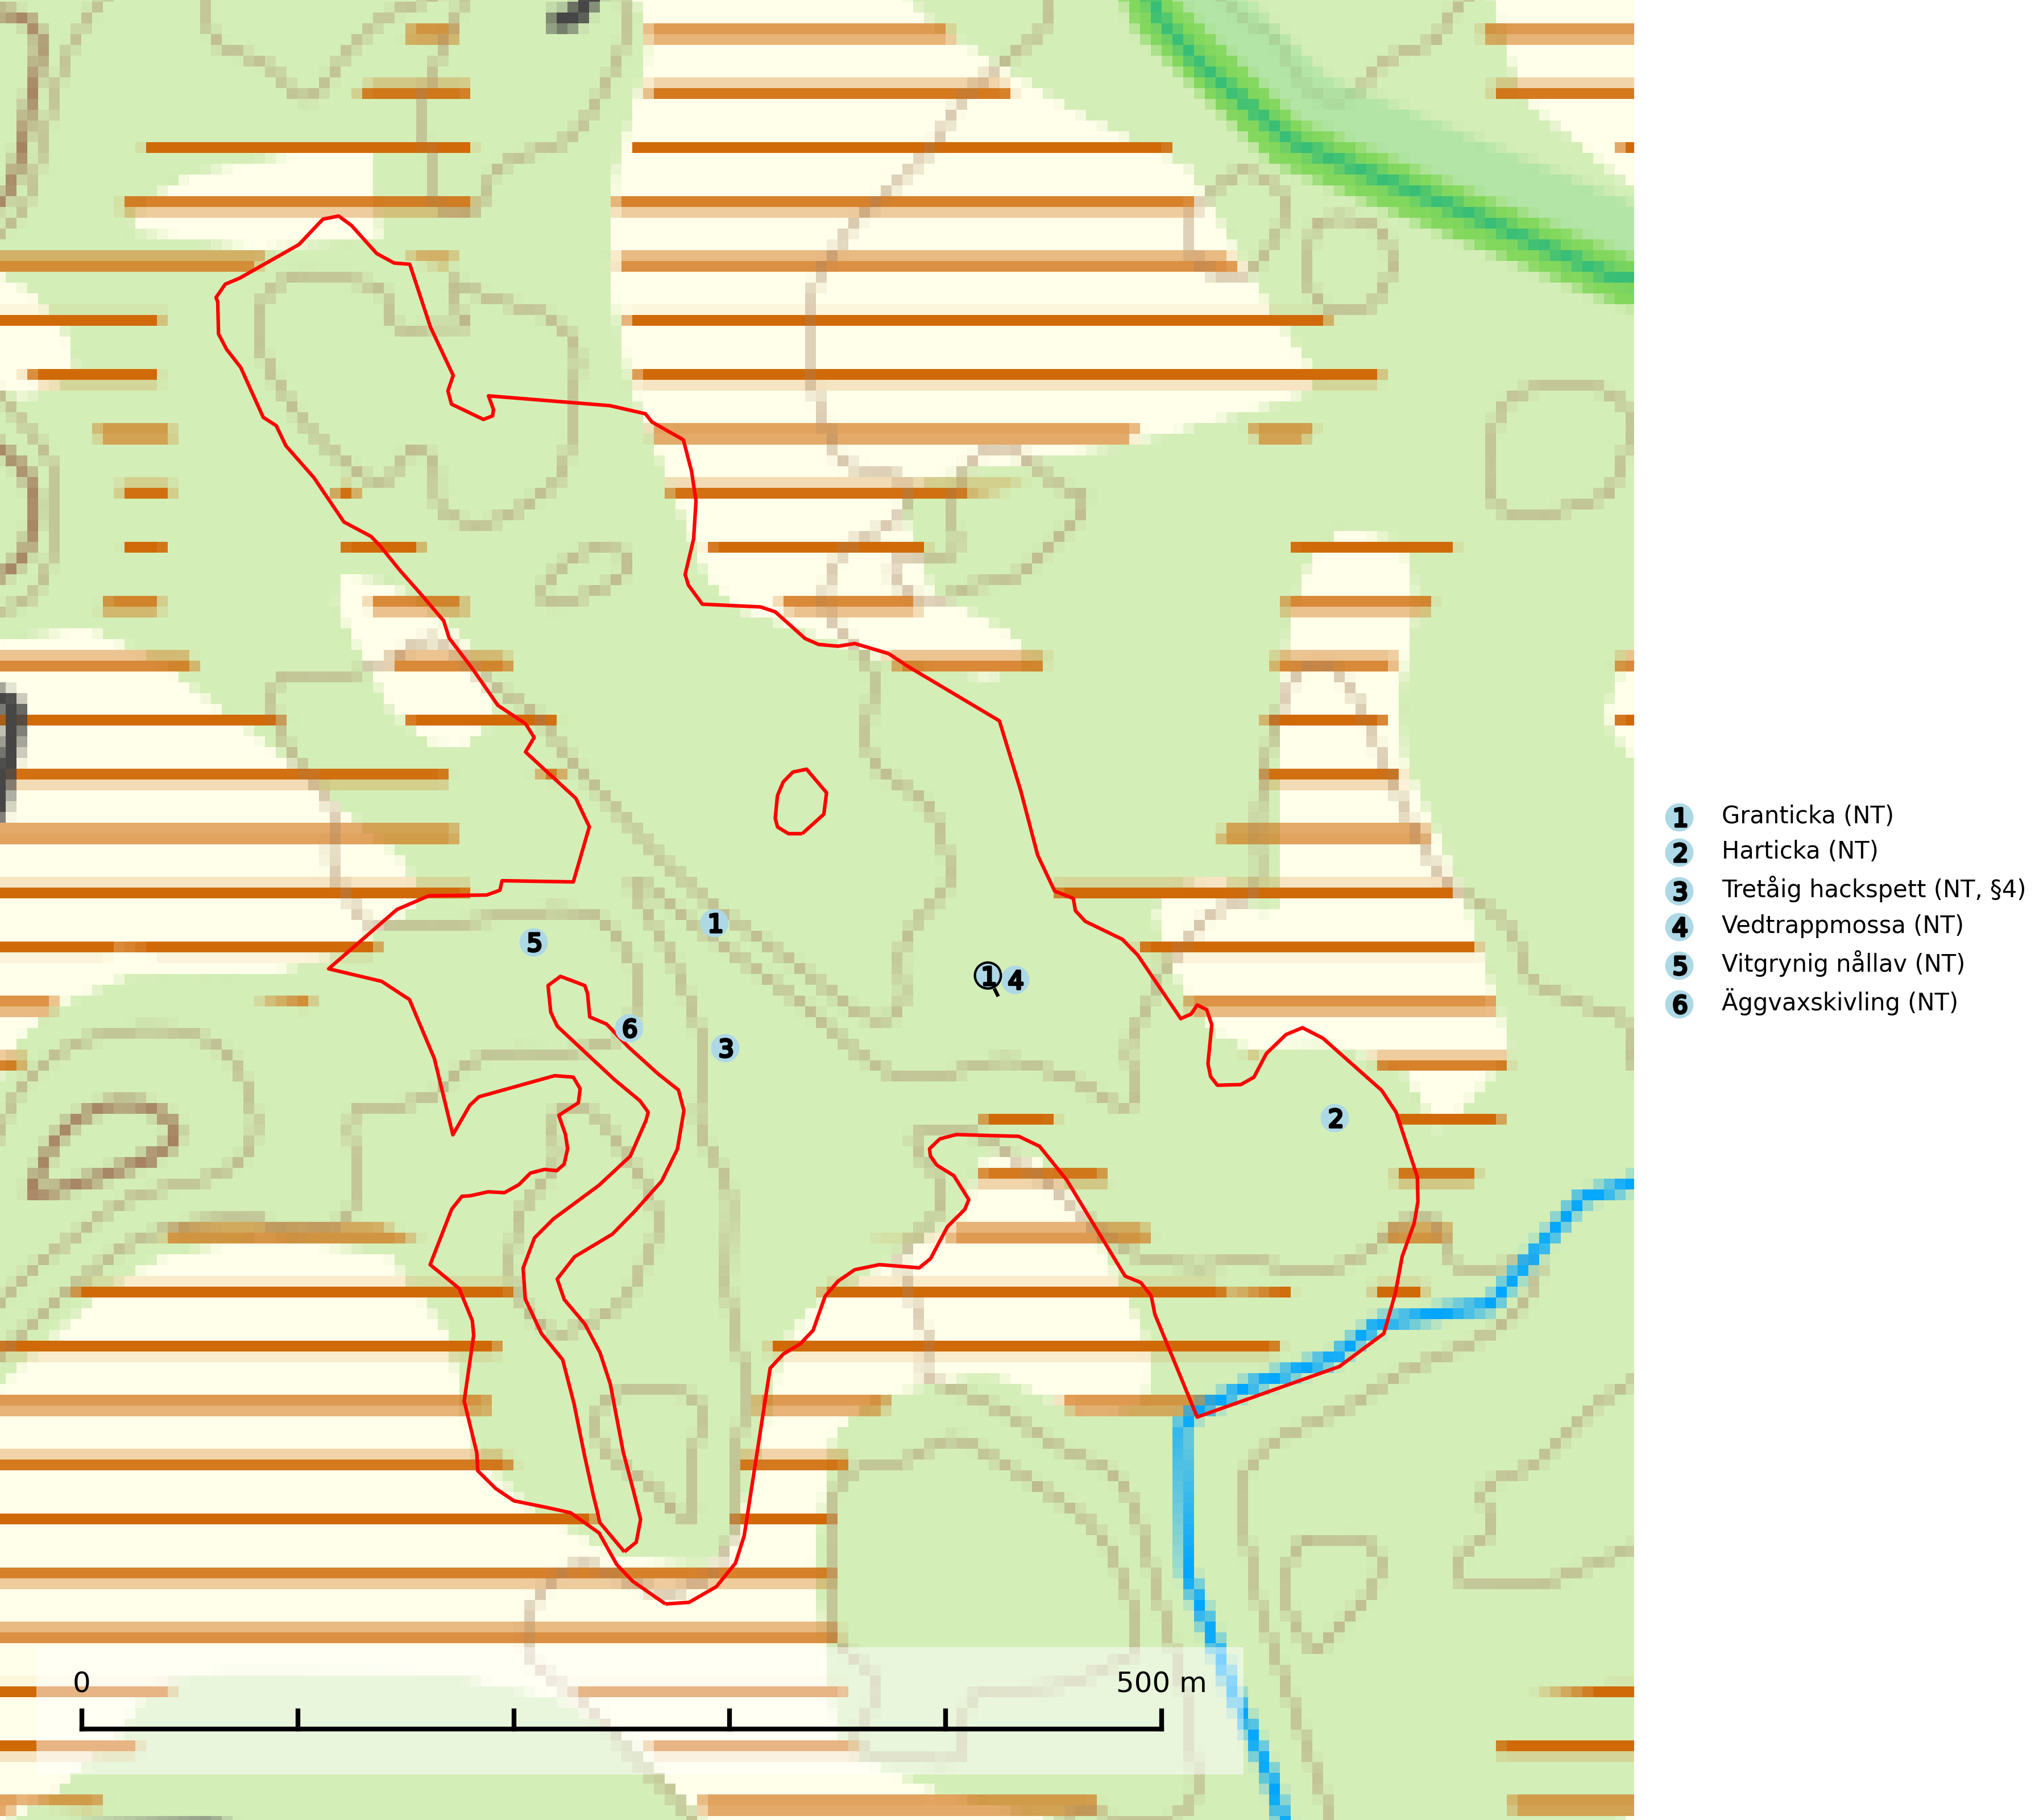 1
5
1 4
6
3
2
0 500 m
1 Granticka (NT)
2 Harticka (NT)
3 Tretåig hackspett (NT, §4)
4 Vedtrappmossa (NT)
5 Vitgrynig nållav (NT)
6 Äggvaxskivling (NT)